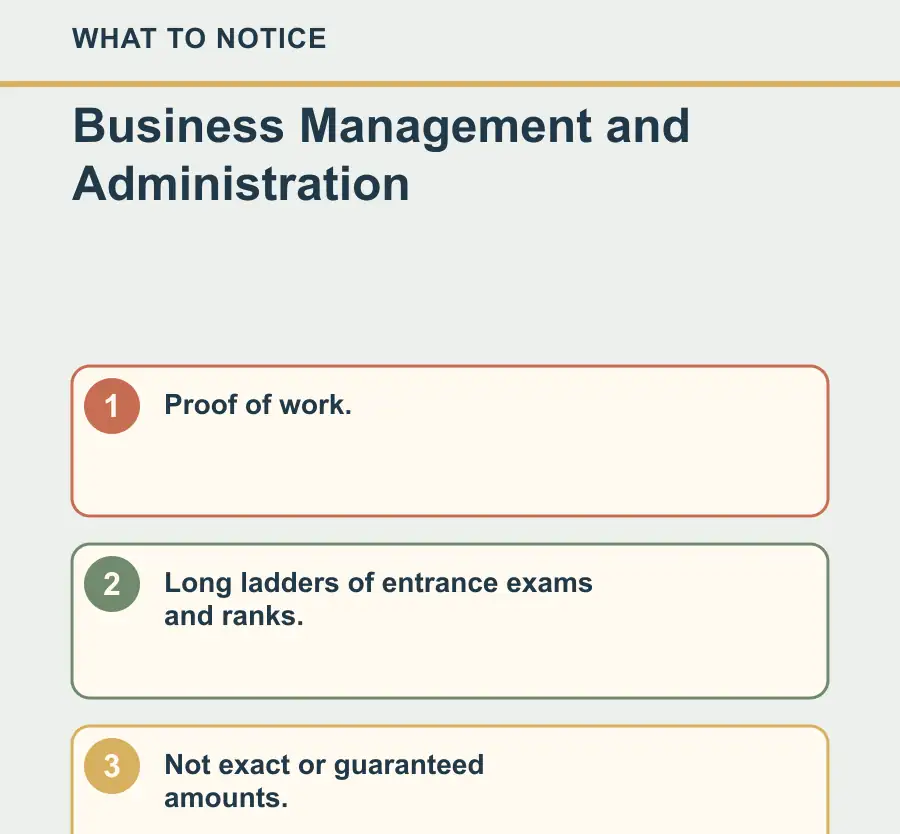 WHAT TO NOTICE
Business Management and
Administration
1
Proof of work.
2
Long ladders of entrance exams
and ranks.
3
Not exact or guaranteed
amounts.